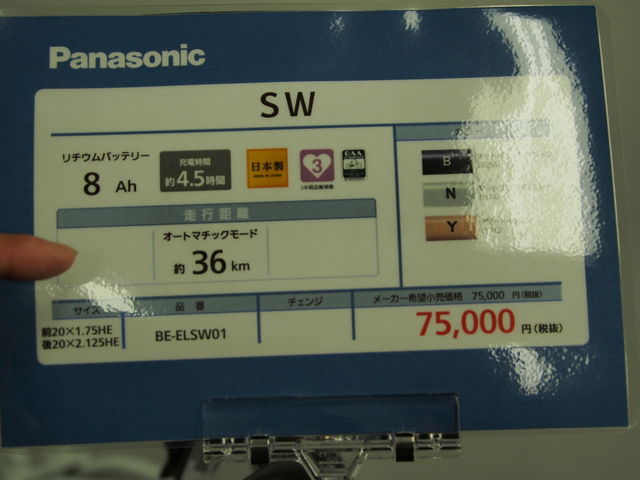 Panasonic
SW
リチウムバッテリー
8 Ah
充電時間
約4.5時間
日本製
3
BAA
走行距離
オートマチックモード
約 36 km
B
N
Y
サイズ
前20×1.75HE
後20×2.125HE
品番
BE-ELSW01
チェンジ
メーカー希望小売価格 75,000 円(税抜)
75,000 円(税抜)